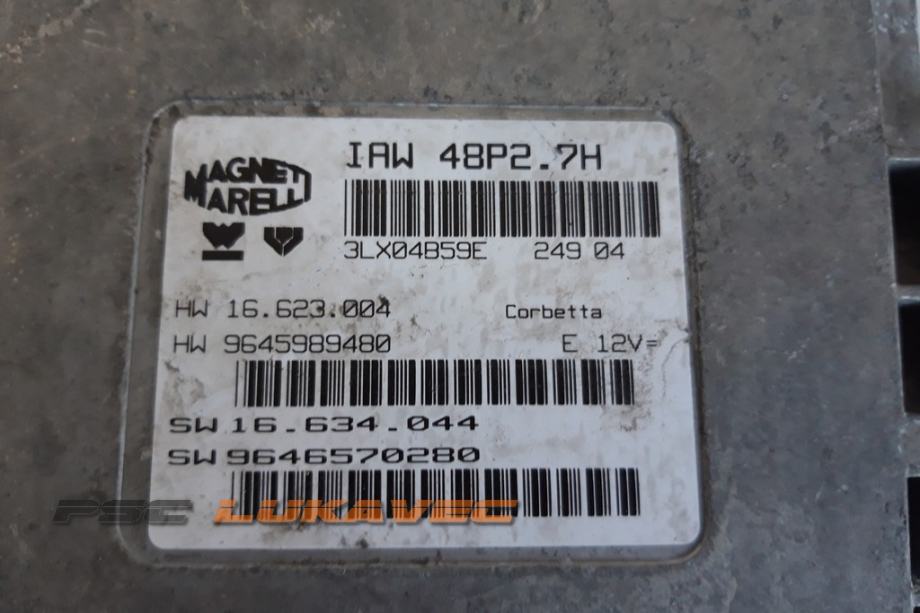 MAGNETI
MARELLI
IAW 48P2.7H
3LX04B59E 249 04
HW 16.623.004 Corbetta
HW 9645989480 E 12V=
SW 16.634.044
SW 9646570280
PSC LUKAVEC